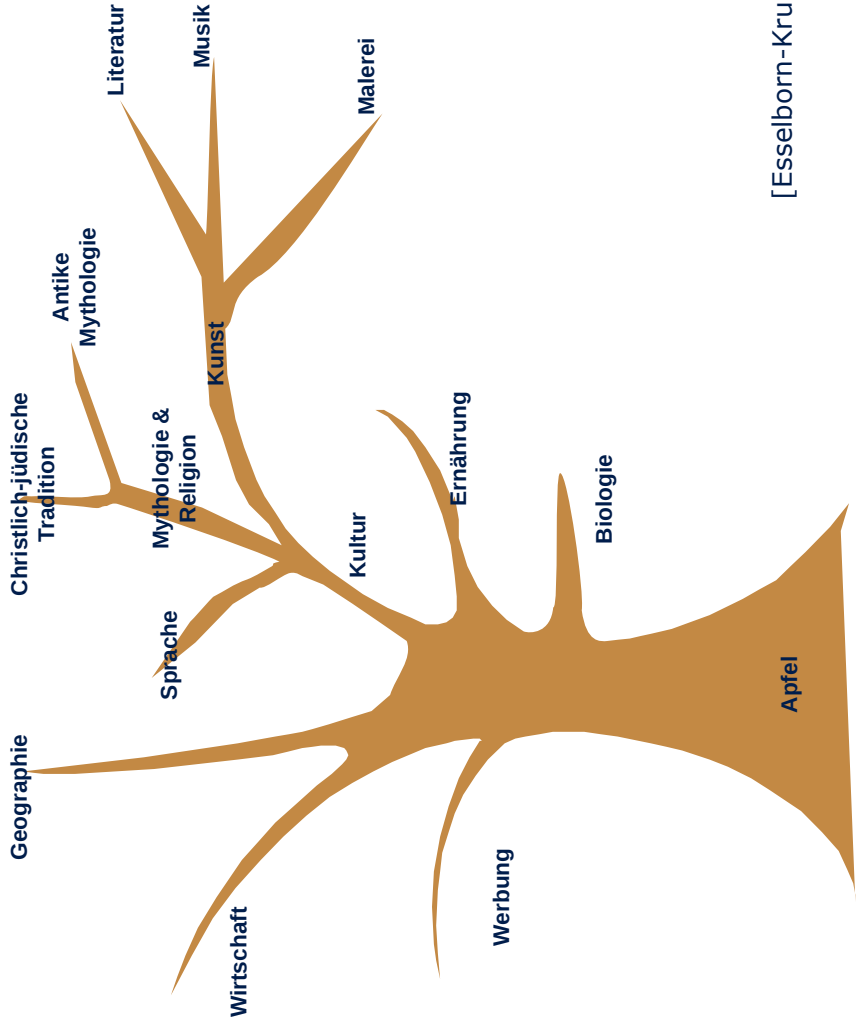 Literatur
Musik
Malerei
Antike
Mythologie
Christlich-jüdische
Tradition
Mythologie &
Religion
Kunst
Ernährung
Biologie
Kultur
Sprache
Geographie
Wirtschaft
Werbung
Apfel
[Esselborn-Kru